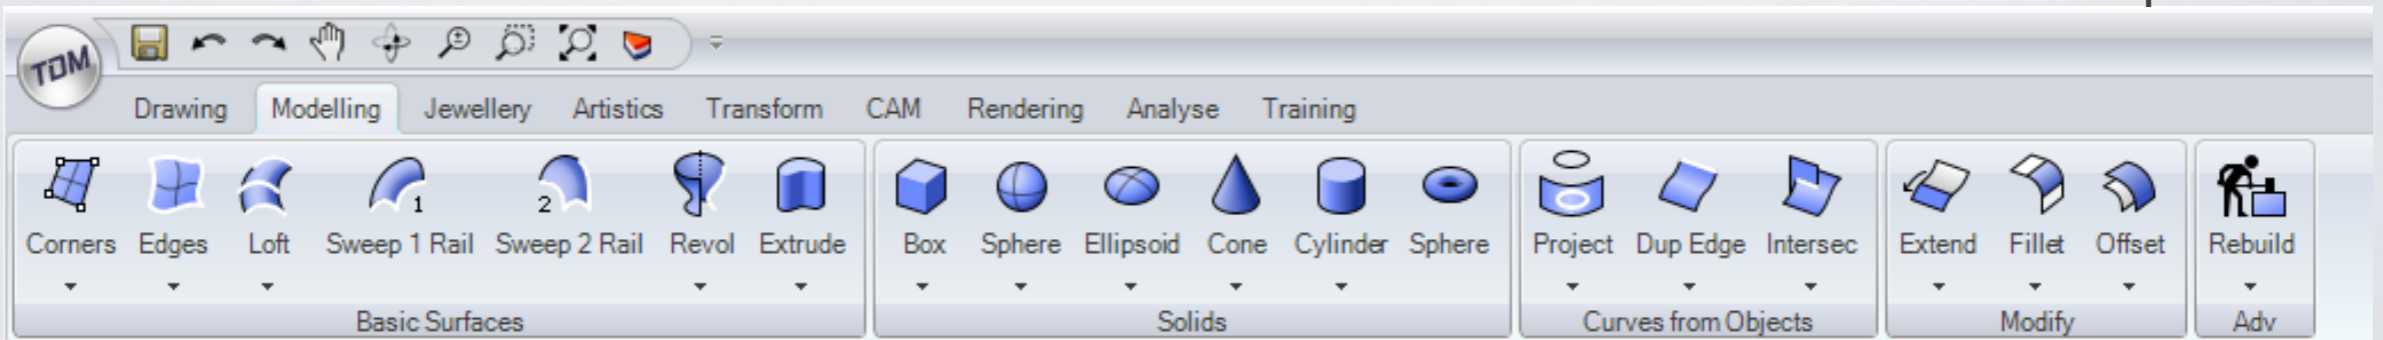 TDM
Drawing Modelling Jewellery Artistics Transform CAM Rendering Analyse Training
1 2
Corners Edges Loft Sweep 1 Rail Sweep 2 Rail Revol Extrude Box Sphere Ellipsoid Cone Cylinder Sphere Project Dup Edge Intersec Extend Fillet Offset Rebuild
Basic Surfaces Solids Curves from Objects Modify Adv